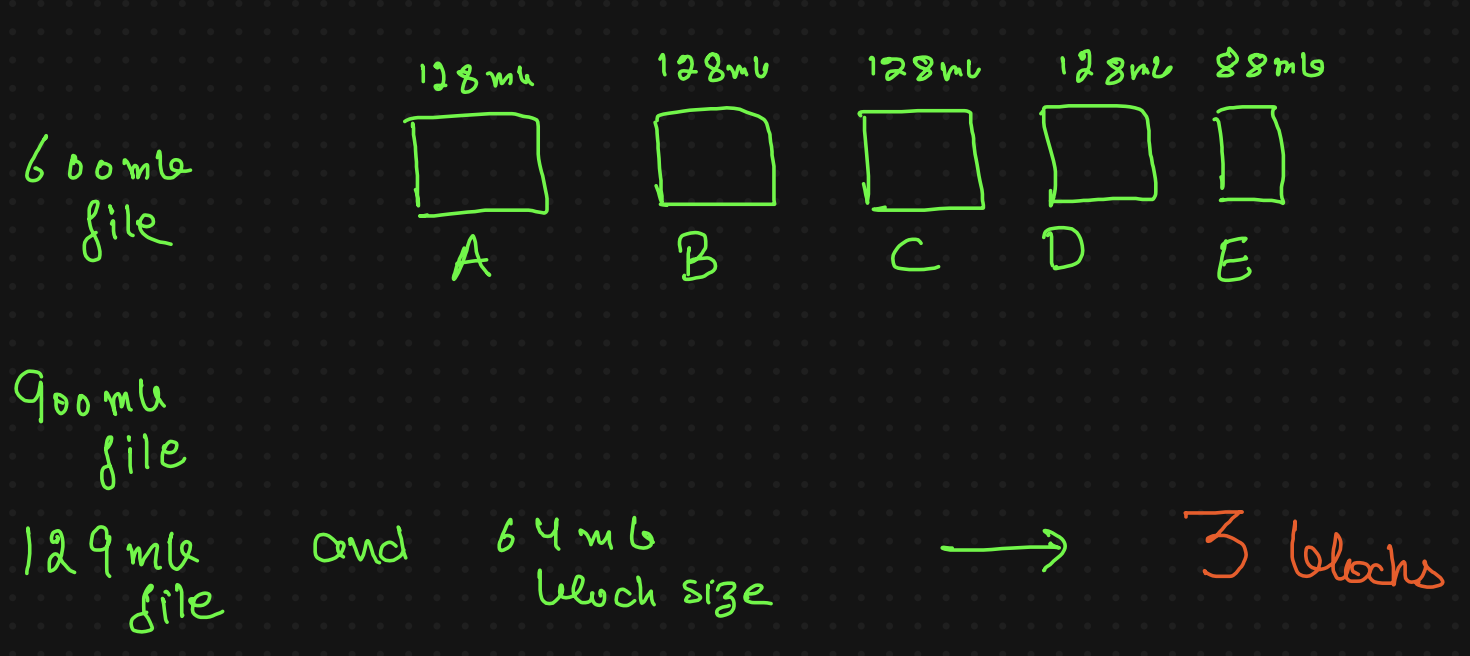 128mb 128mb 128mb 128mb 88mb
600mb
file
A B C D E
900mb
file
129mb and 64mb → 3 blocks
file block size